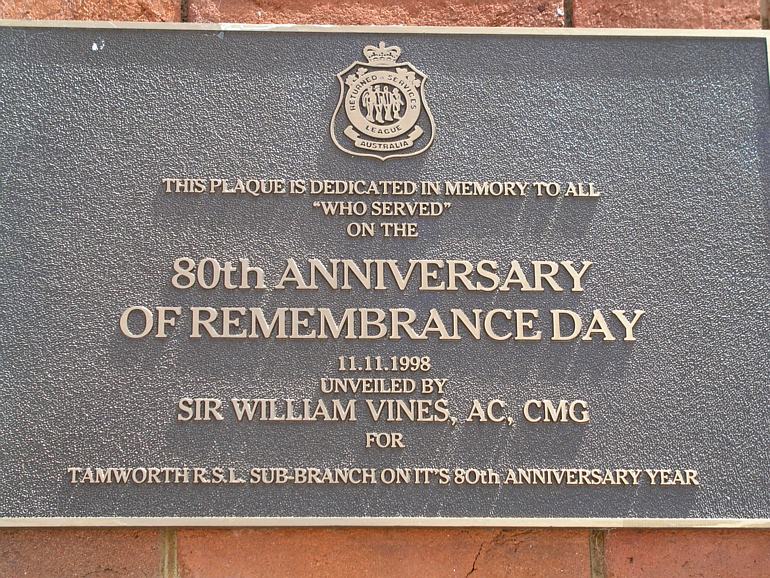 RETURNED & SERVICES
LEAGUE
AUSTRALIA
THIS PLAQUE IS DEDICATED IN MEMORY TO ALL
"WHO SERVED"
ON THE
80th ANNIVERSARY
OF REMEMBRANCE DAY
11.11.1998
UNVEILED BY
SIR WILLIAM VINES, AC, CMG
FOR
TAMWORTH R.S.L. SUB-BRANCH ON IT'S 80th ANNIVERSARY YEAR